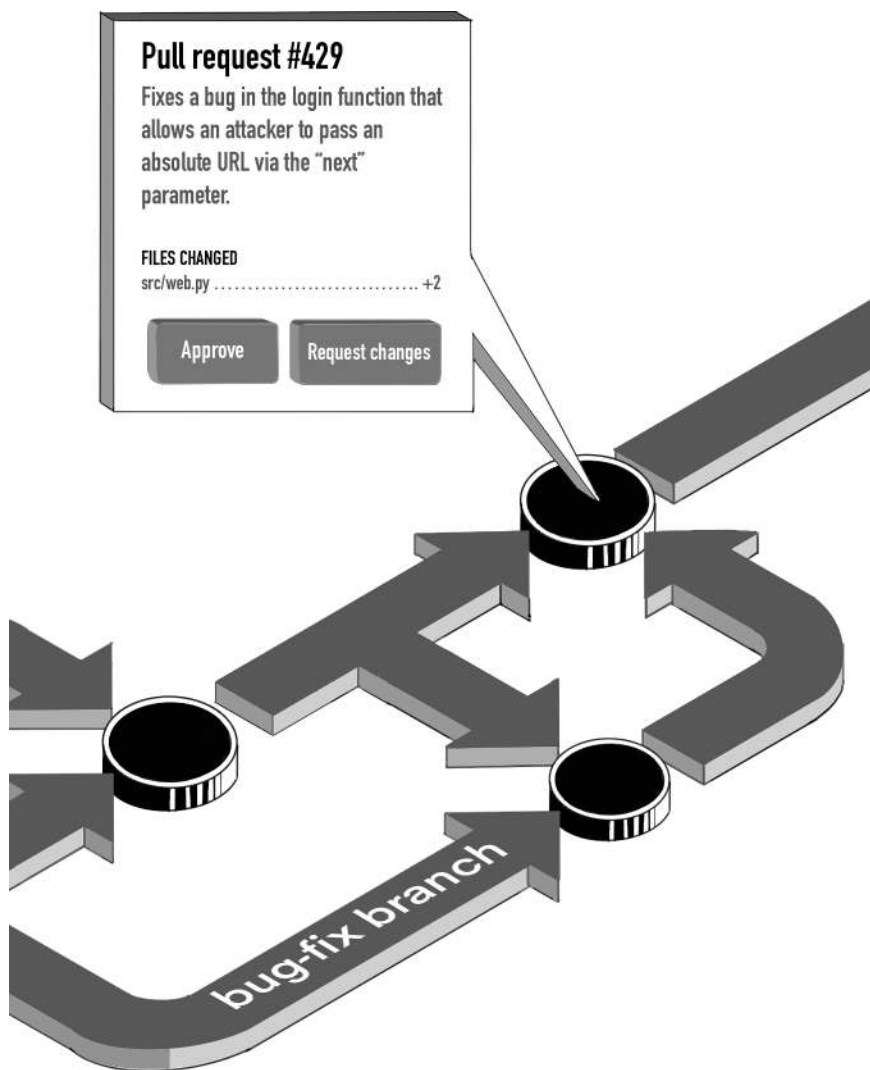 Pull request #429
Fixes a bug in the login function that
allows an attacker to pass an
absolute URL via the “next”
parameter.
FILES CHANGED
src/web.py ............................... +2
Approve
Request changes
bug-fix branch